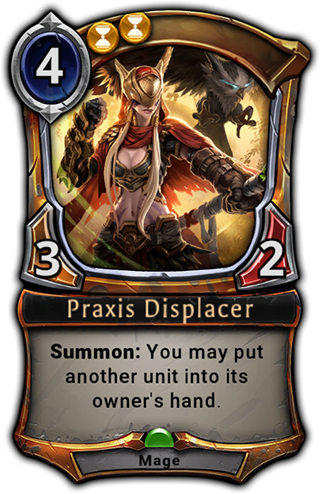 4
3
2
Praxis Displacer
Summon: You may put
another unit into its
owner's hand.
Mage